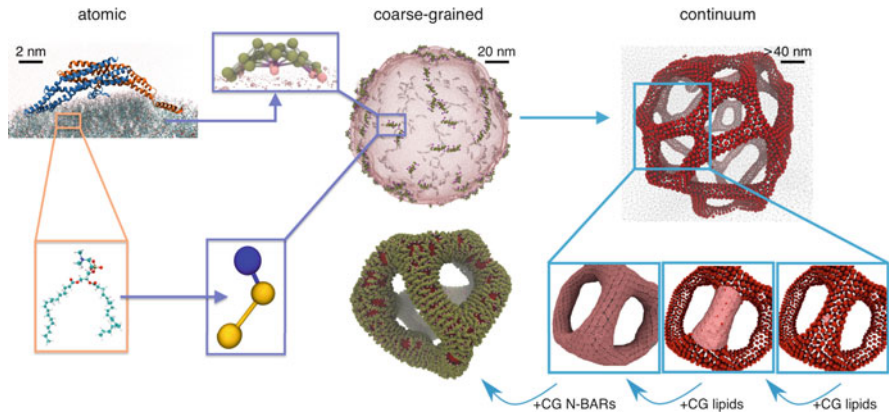 atomic
coarse-grained
continuum
2 nm
20 nm
>40 nm
+CG N-BARs
+CG lipids
+CG lipids